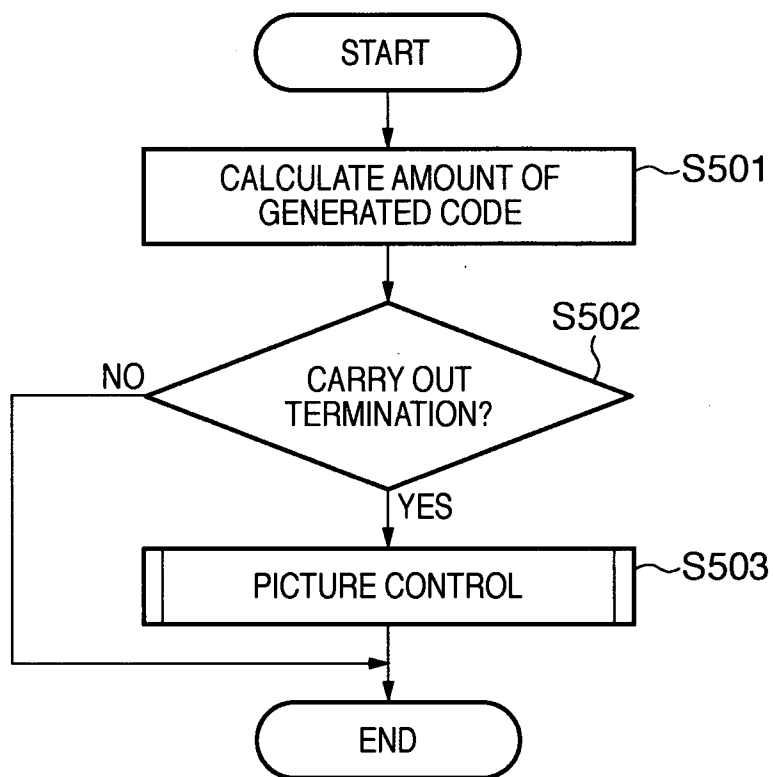 START
CALCULATE AMOUNT OF
GENERATED CODE
S501
S502
NO
CARRY OUT
TERMINATION?
YES
PICTURE CONTROL
S503
END